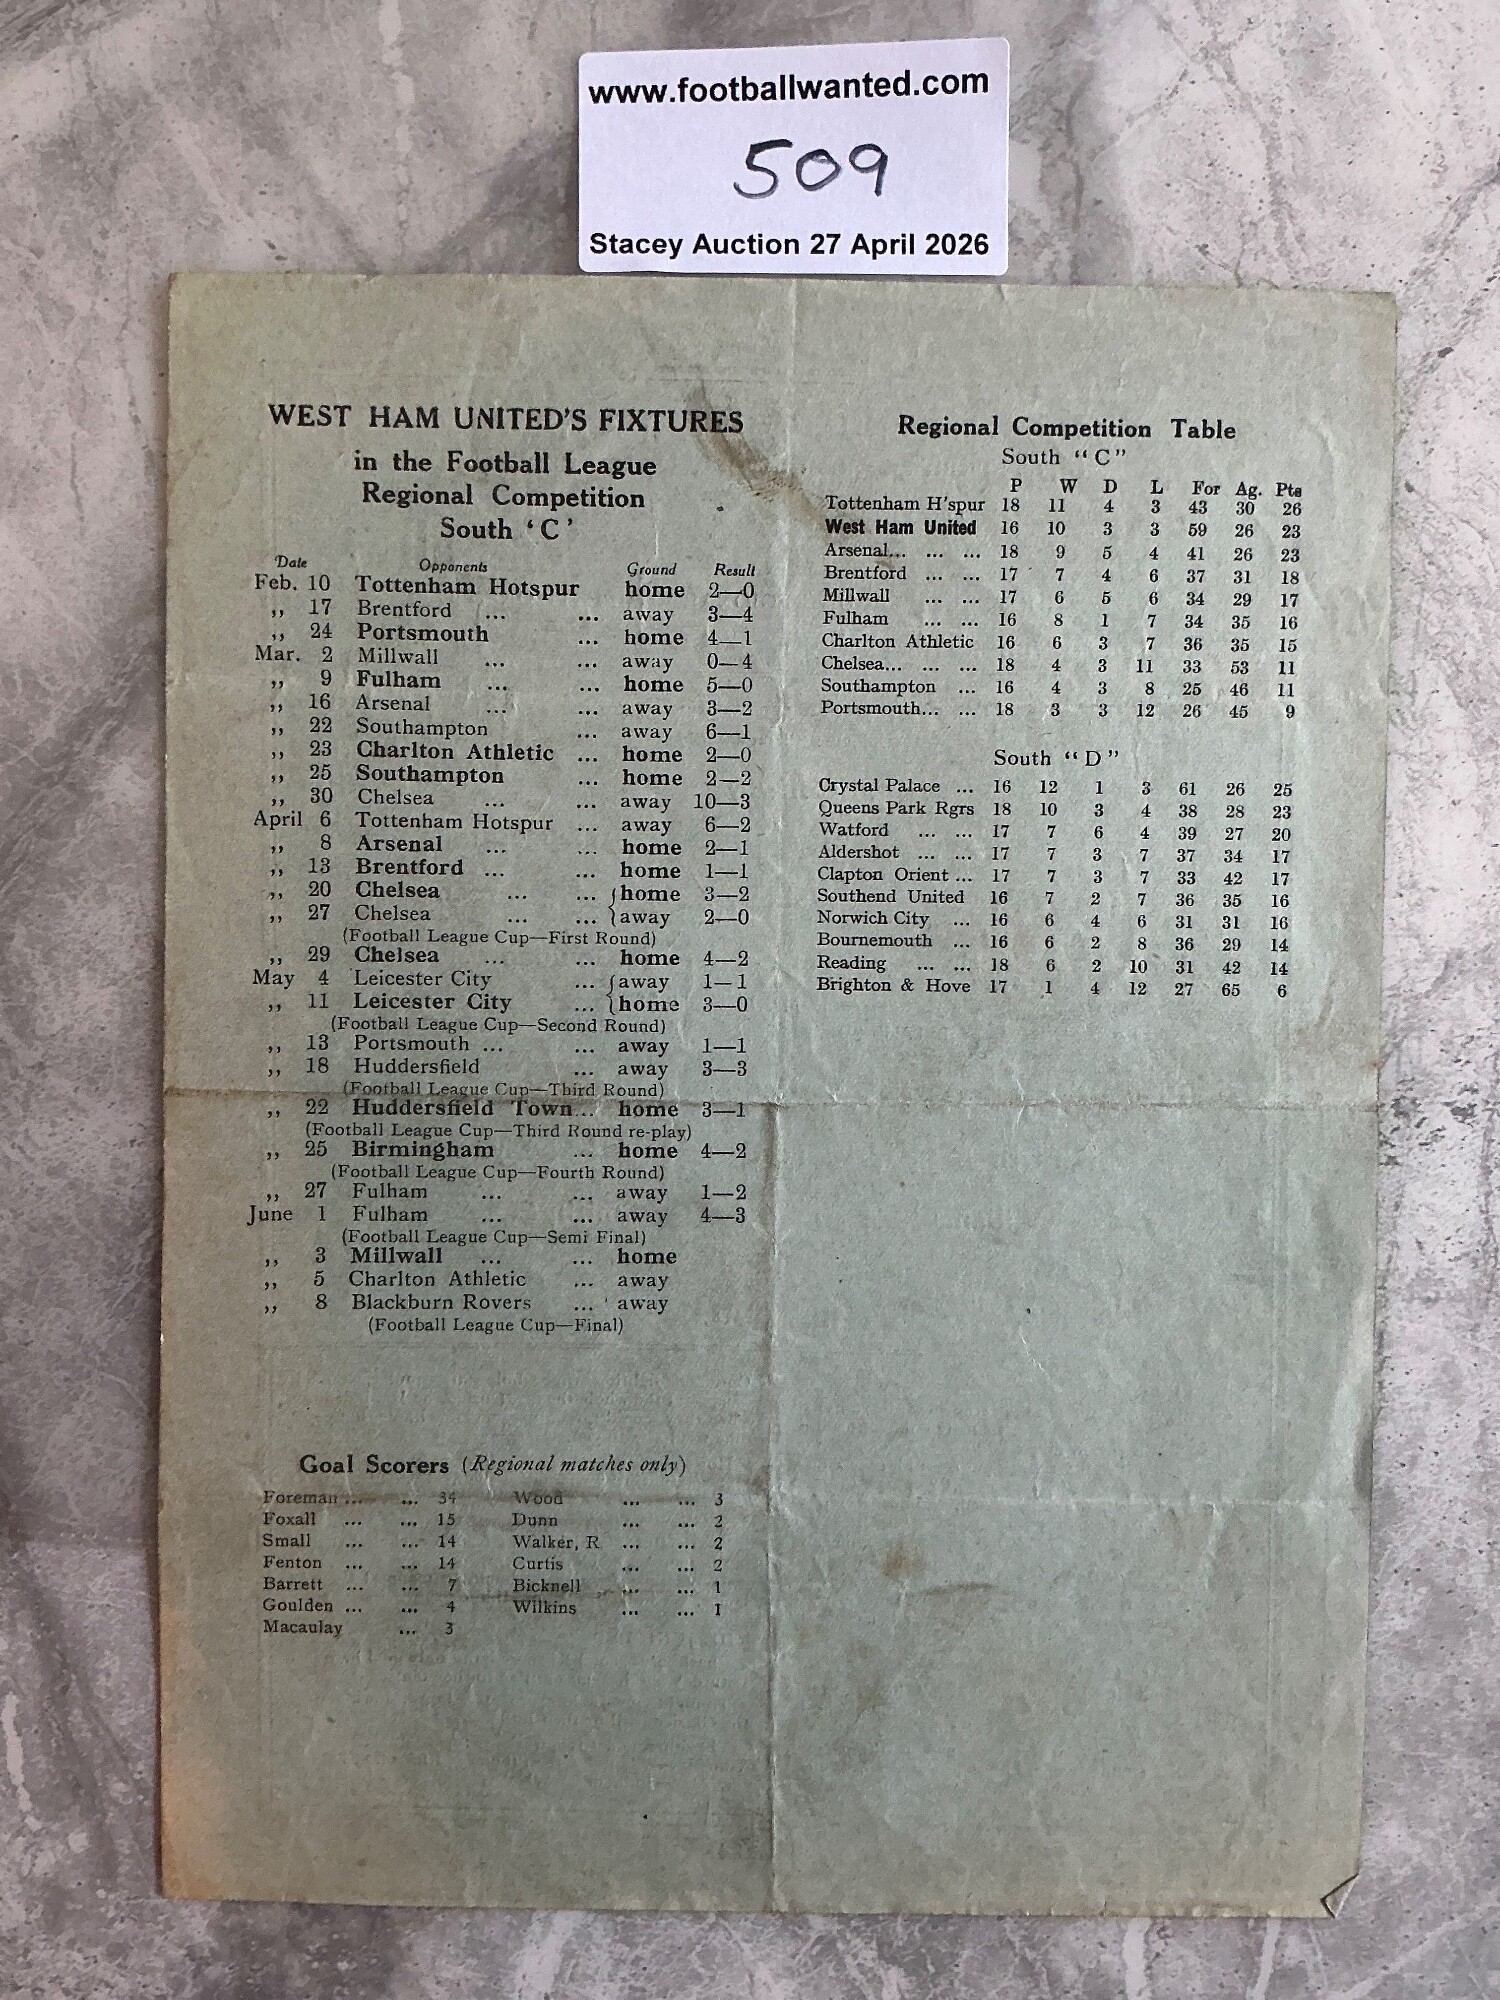 www.footballwanted.com
509
Stacey Auction 27 April 2026
WEST HAM UNITED'S FIXTURES
in the Football League
Regional Competition
South 'C'
Date Opponents Ground Result
Feb. 10 Tottenham Hotspur home 2—0
,, 17 Brentford ... ... away 3—4
,, 24 Portsmouth ... home 4—1
Mar. 2 Millwall ... ... away 0—4
,, 9 Fulham ... ... home 5—0
,, 16 Arsenal ... ... away 3—2
,, 22 Southampton ... away 6—1
,, 23 Charlton Athletic ... home 2—0
,, 25 Southampton ... home 2—2
,, 30 Chelsea ... ... away 10—3
April 6 Tottenham Hotspur ... away 6—2
,, 8 Arsenal ... ... home 2—1
,, 13 Brentford ... ... home 1—1
,, 20 Chelsea ... ... {home 3—2
,, 27 Chelsea ... ... {away 2—0
(Football League Cup—First Round)
,, 29 Chelsea ... ... home 4—2
May 4 Leicester City ... {away 1—1
,, 11 Leicester City ... {home 3—0
(Football League Cup—Second Round)
,, 13 Portsmouth ... ... away 1—1
,, 18 Huddersfield ... away 3—3
(Football League Cup—Third Round)
,, 22 Huddersfield Town... home 3—1
(Football League Cup—Third Round re-play)
,, 25 Birmingham ... home 4—2
(Football League Cup—Fourth Round)
,, 27 Fulham ... ... away 1—2
June 1 Fulham ... ... away 4—3
(Football League Cup—Semi Final)
,, 3 Millwall ... ... home
,, 5 Charlton Athletic ... away
,, 8 Blackburn Rovers ... away
(Football League Cup—Final)
Goal Scorers (Regional matches only)
Foreman ... ... 34 Wood ... ... 3
Foxall ... ... 15 Dunn ... ... 2
Small ... ... 14 Walker, R. ... ... 2
Fenton ... ... 14 Curtis ... ... 2
Barrett ... ... 7 Bicknell ... ... 1
Goulden ... ... 4 Wilkins ... ... 1
Macaulay ... 3
Regional Competition Table
South "C"
P W D L For Ag. Pts
Tottenham H'spur 18 11 4 3 43 30 26
West Ham United 16 10 3 3 59 26 23
Arsenal... ... ... 18 9 5 4 41 26 23
Brentford ... ... 17 7 4 6 37 31 18
Millwall ... ... 17 6 5 6 34 29 17
Fulham ... ... 16 8 1 7 34 35 16
Charlton Athletic 16 6 3 7 36 35 15
Chelsea... ... ... 18 4 3 11 33 53 11
Southampton ... 16 4 3 8 25 46 11
Portsmouth... ... 18 3 3 12 26 45 9
South "D"
Crystal Palace ... 16 12 1 3 61 26 25
Queens Park Rgrs 18 10 3 4 38 28 23
Watford ... ... 17 7 6 4 39 27 20
Aldershot ... ... 17 7 3 7 37 34 17
Clapton Orient ... 17 7 3 7 33 42 17
Southend United 16 7 2 7 36 35 16
Norwich City ... 16 6 4 6 31 31 16
Bournemouth ... 16 6 2 8 36 29 14
Reading ... ... 18 6 2 10 31 42 14
Brighton & Hove 17 1 4 12 27 65 6